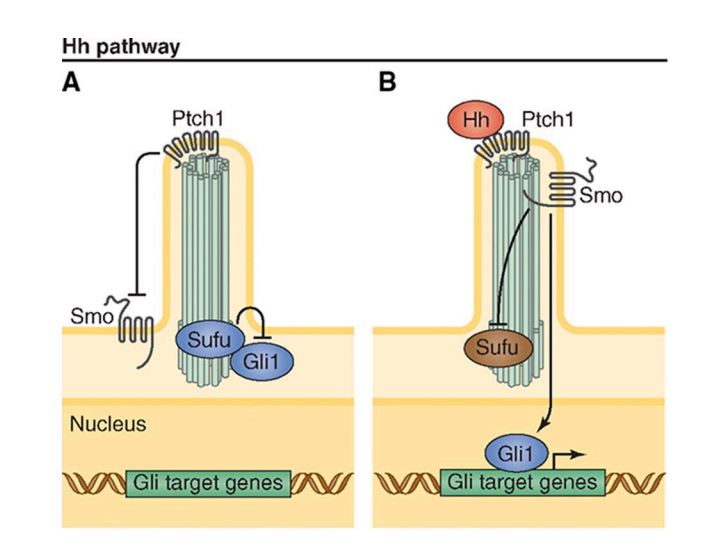 Hh pathway
A
Ptch1
Smo
Sufu
Gli1
Nucleus
Gli target genes
B
Hh
Ptch1
Smo
Sufu
Gli1
Gli target genes